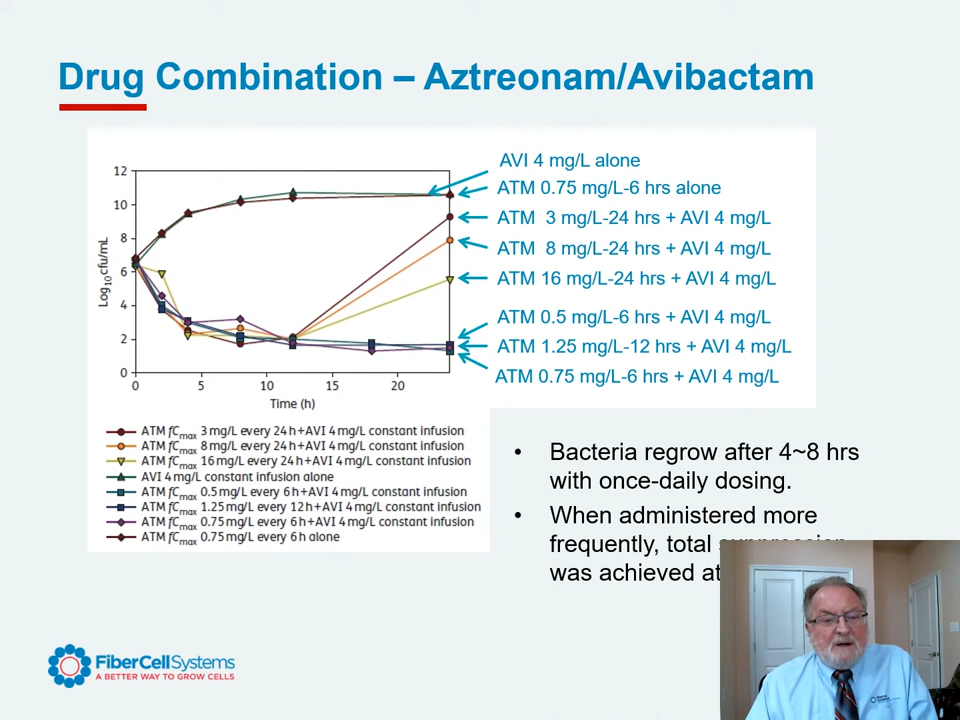 Drug Combination – Aztreonam/Avibactam
12
10
8
6
4
2
0
Log10cfu/mL
0
5
10
15
20
Time (h)
AVI 4 mg/L alone
ATM 0.75 mg/L-6 hrs alone
ATM 3 mg/L-24 hrs + AVI 4 mg/L
ATM 8 mg/L-24 hrs + AVI 4 mg/L
ATM 16 mg/L-24 hrs + AVI 4 mg/L
ATM 0.5 mg/L-6 hrs + AVI 4 mg/L
ATM 1.25 mg/L-12 hrs + AVI 4 mg/L
ATM 0.75 mg/L-6 hrs + AVI 4 mg/L
ATM fCmax 3 mg/L every 24 h+AVI 4 mg/L constant infusion
ATM fCmax 8 mg/L every 24 h+AVI 4 mg/L constant infusion
ATM fCmax 16 mg/L every 24 h+AVI 4 mg/L constant infusion
AVI 4 mg/L constant infusion alone
ATM fCmax 0.5 mg/L every 6 h+AVI 4 mg/L constant infusion
ATM fCmax 1.25 mg/L every 12 h+AVI 4 mg/L constant infusion
ATM fCmax 0.75 mg/L every 6 h+AVI 4 mg/L constant infusion
ATM fCmax 0.75 mg/L every 6 h alone
• Bacteria regrow after 4~8 hrs
with once-daily dosing.
• When administered more
frequently, total suppression
was achieved at
FiberCellSystems
A BETTER WAY TO GROW CELLS